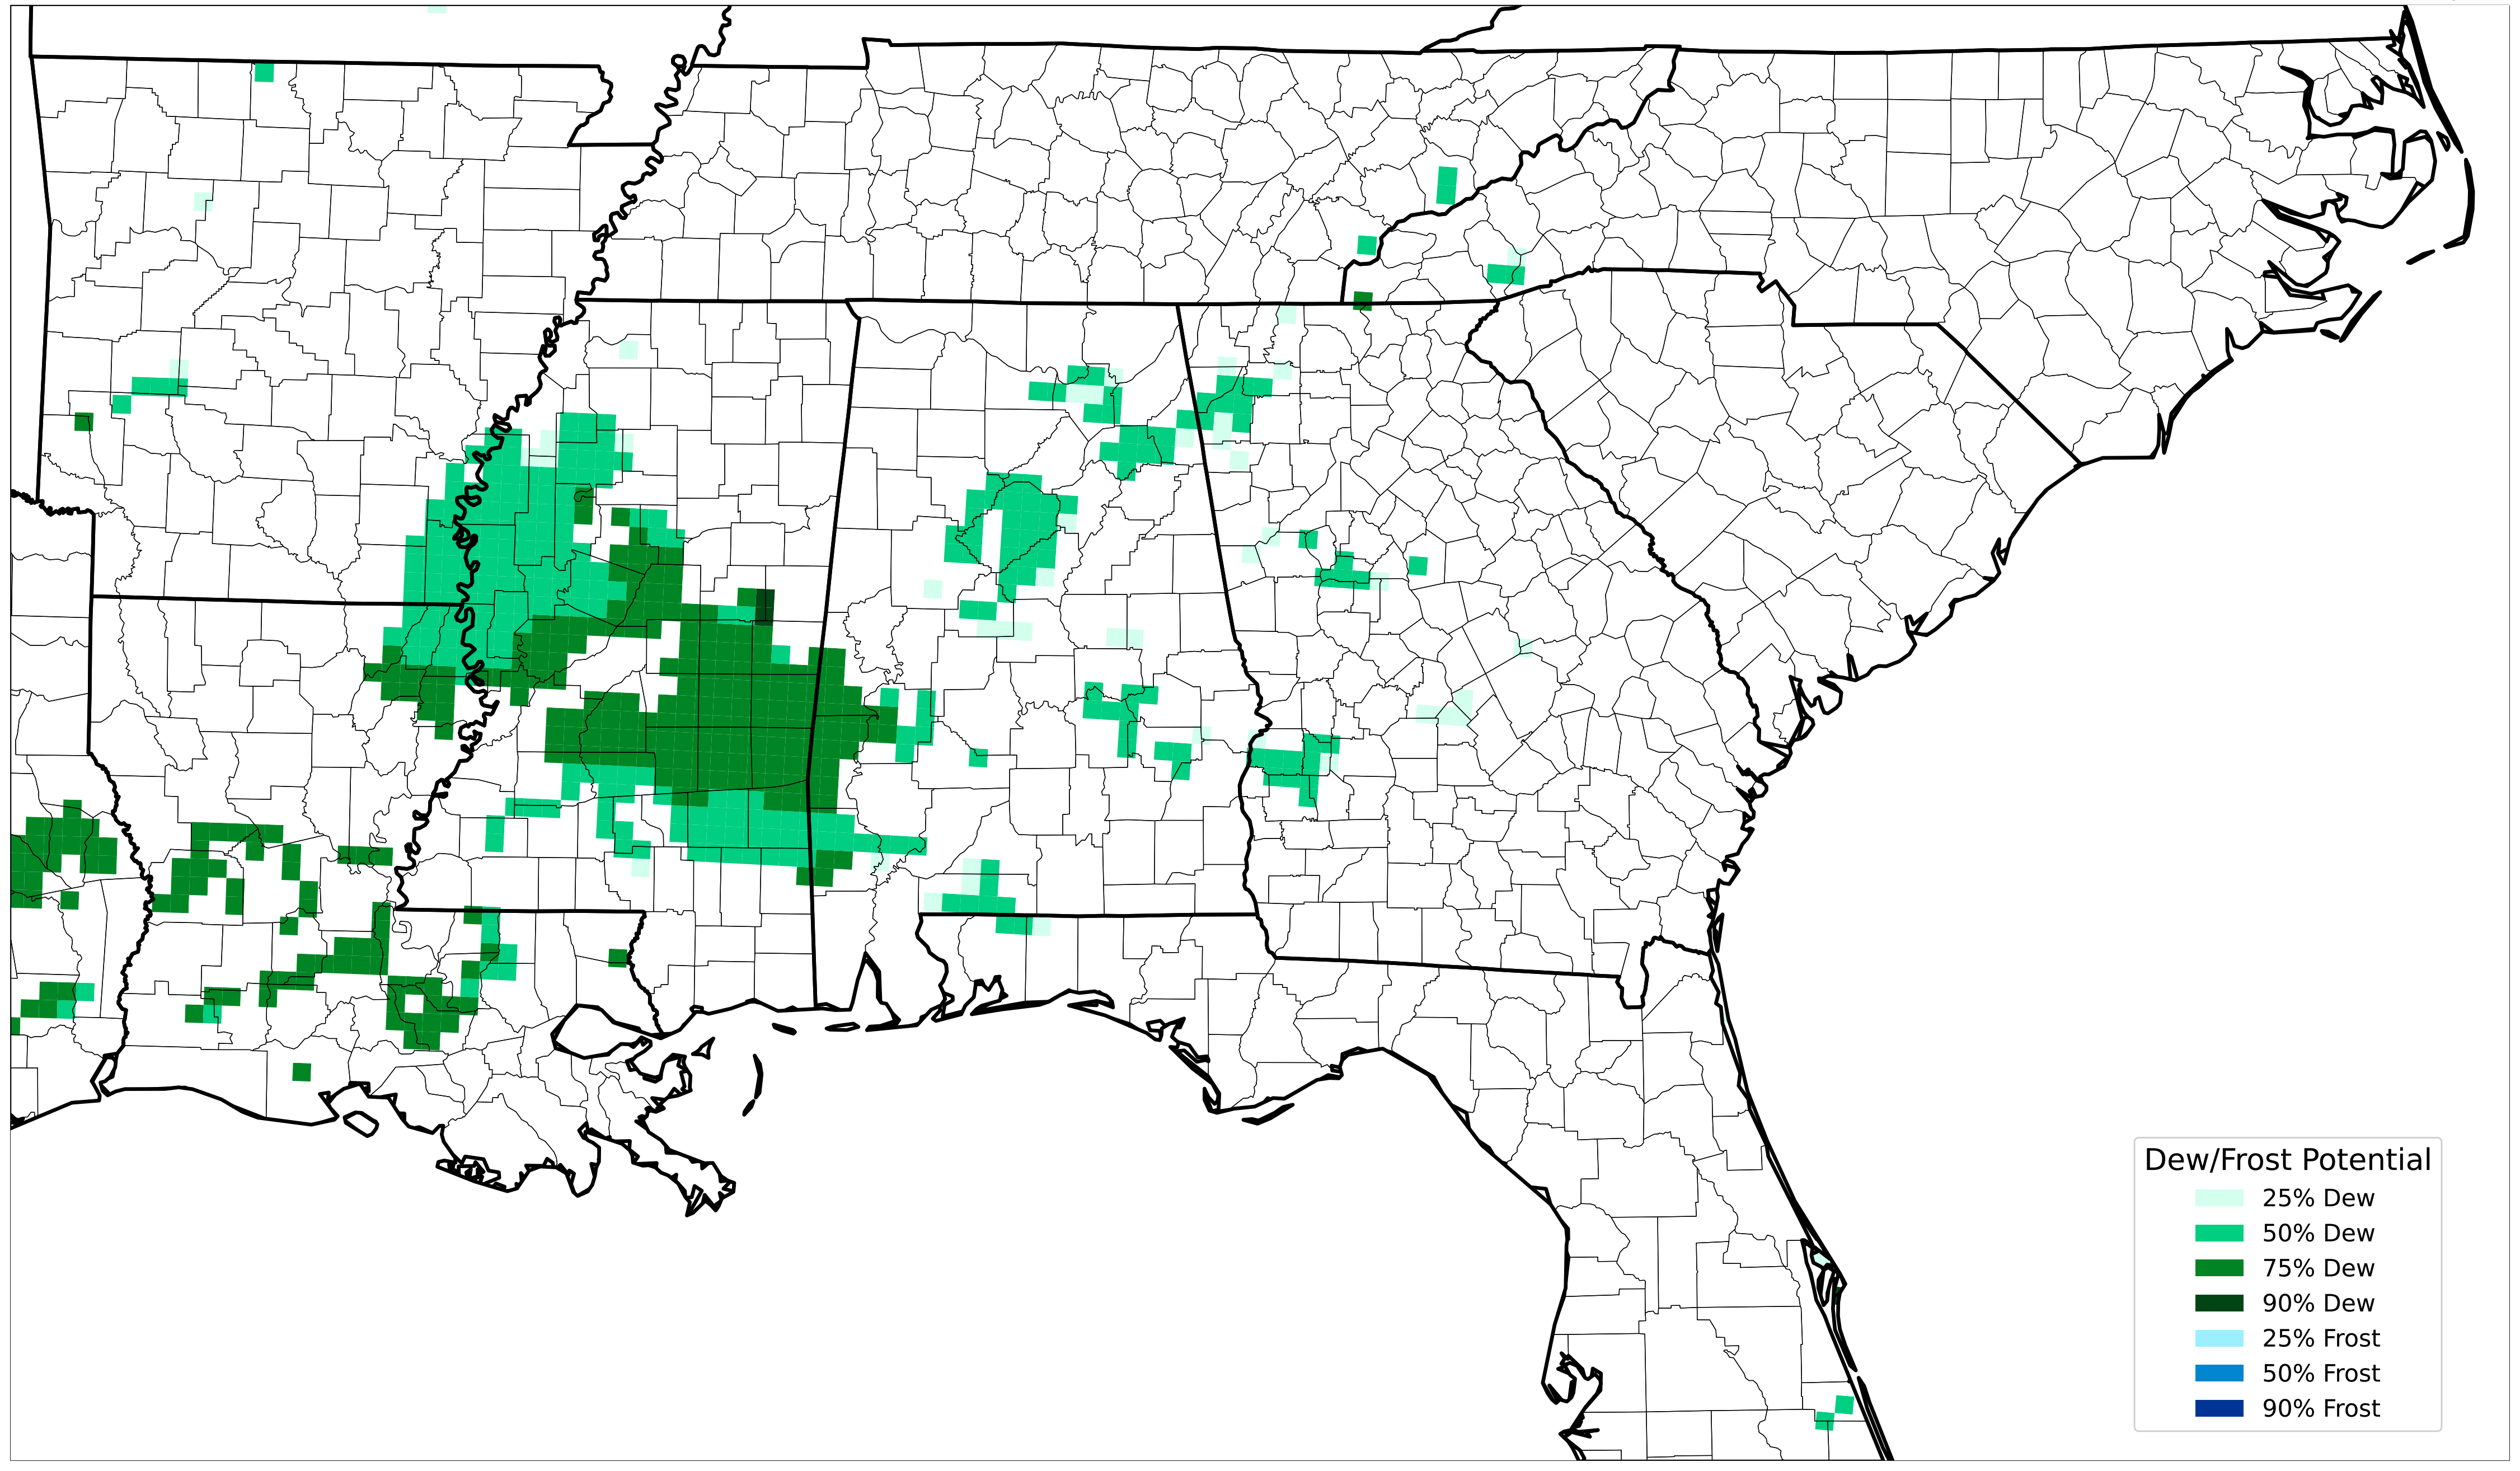 Dew/Frost Potential
25% Dew
50% Dew
75% Dew
90% Dew
25% Frost
50% Frost
90% Frost